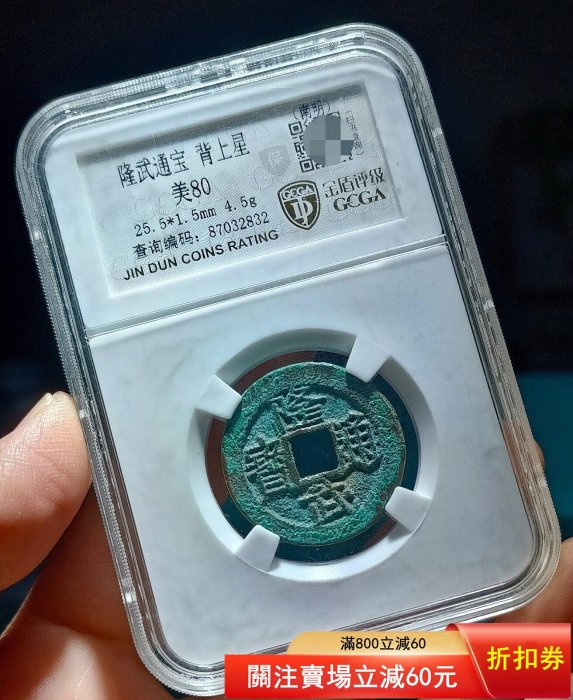 (南明)
隆武通宝 背上星
美80
25.5*1.5mm 4.5g
查询编码: 87032832
JIN DUN COINS RATING
GCGA
金盾评级
GCGA
隆武通寶
滿800立減60
關注賣場立減60元
折扣券